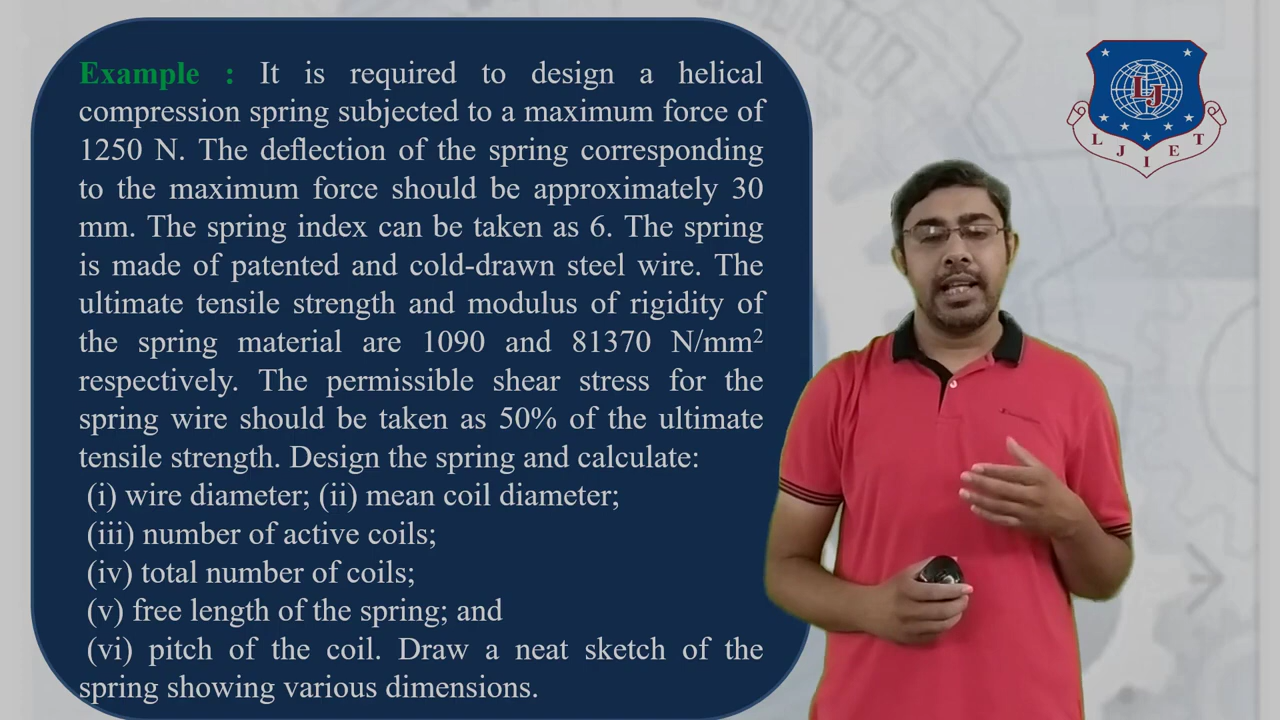 Example : It is required to design a helical
compression spring subjected to a maximum force of
1250 N. The deflection of the spring corresponding
to the maximum force should be approximately 30
mm. The spring index can be taken as 6. The spring
is made of patented and cold-drawn steel wire. The
ultimate tensile strength and modulus of rigidity of
the spring material are 1090 and 81370 N/mm²
respectively. The permissible shear stress for the
spring wire should be taken as 50% of the ultimate
tensile strength. Design the spring and calculate:
(i) wire diameter; (ii) mean coil diameter;
(iii) number of active coils;
(iv) total number of coils;
(v) free length of the spring; and
(vi) pitch of the coil. Draw a neat sketch of the
spring showing various dimensions.
LJ
L J I E T